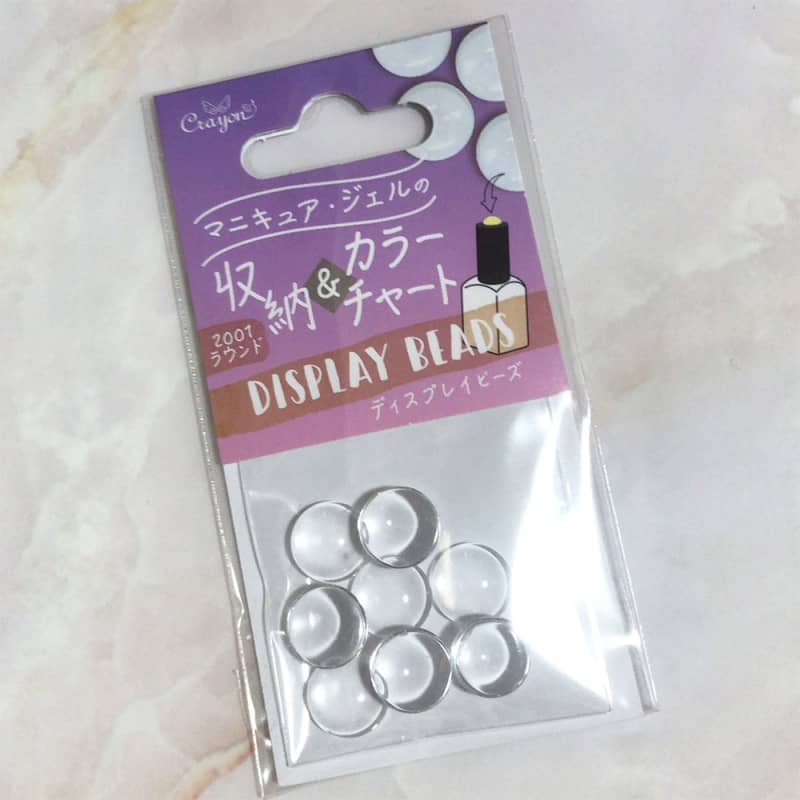 Crayon
マニキュア・ジェルの
収納&カラーチャート
2001
ラウンド
DISPLAY BEADS
ディスプレイビーズ